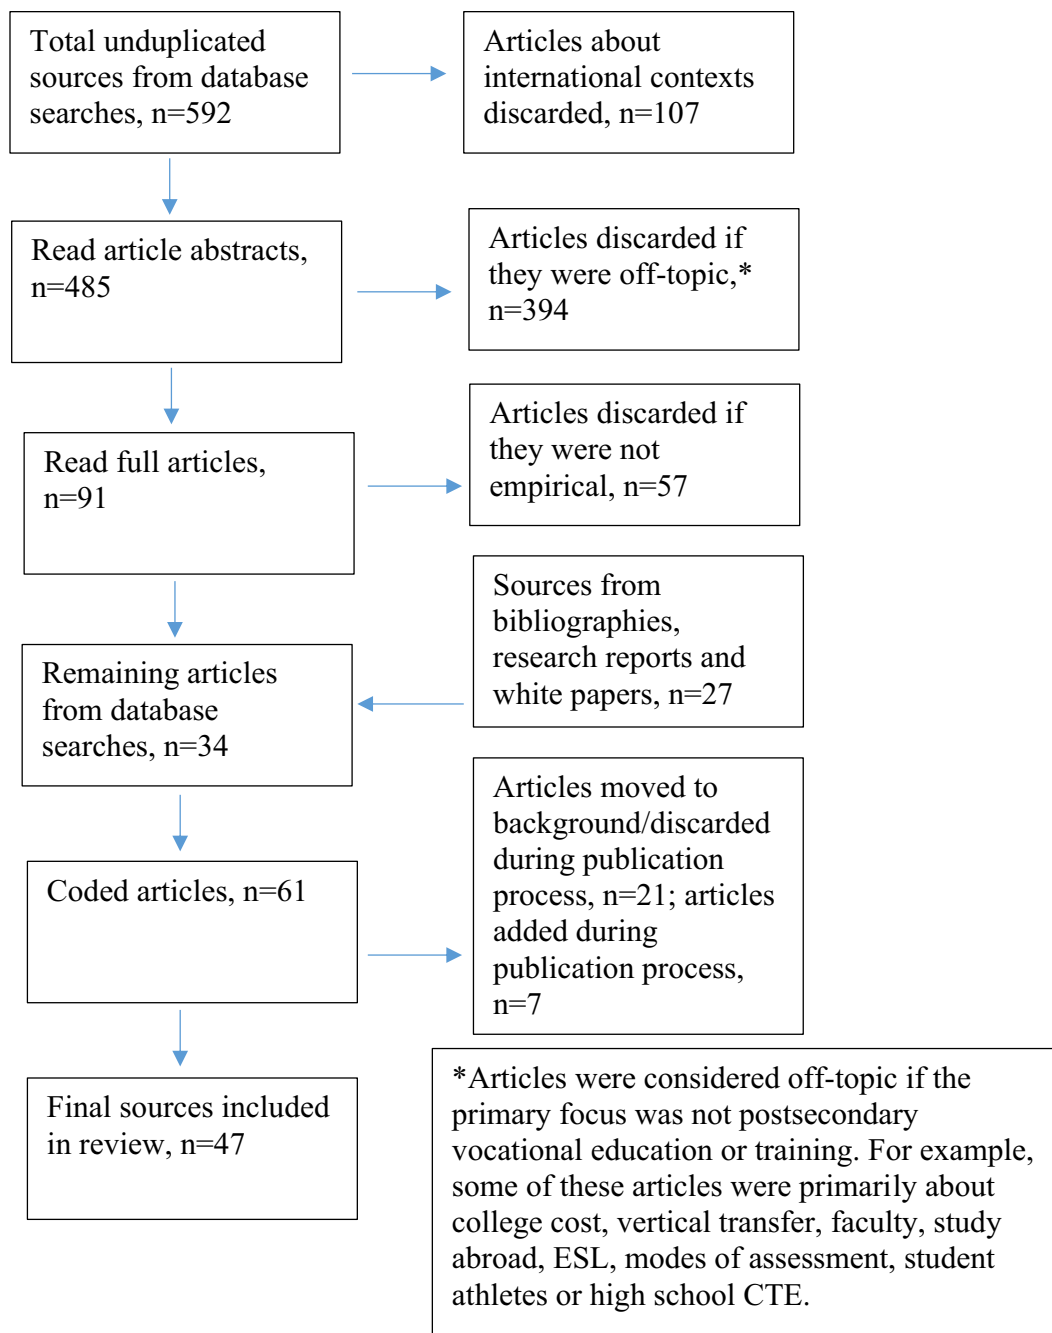 Total unduplicated
sources from database
searches, n=592
Articles about
international contexts
discarded, n=107
Read article abstracts,
n=485
Articles discarded if
they were off-topic,*
n=394
Read full articles,
n=91
Articles discarded if
they were not
empirical, n=57
Sources from
bibliographies,
research reports and
white papers, n=27
Remaining articles
from database
searches, n=34
Coded articles, n=61
Articles moved to
background/discarded
during publication
process, n=21; articles
added during
publication process,
n=7
Final sources included
in review, n=47
*Articles were considered off-topic if the
primary focus was not postsecondary
vocational education or training. For example,
some of these articles were primarily about
college cost, vertical transfer, faculty, study
abroad, ESL, modes of assessment, student
athletes or high school CTE.